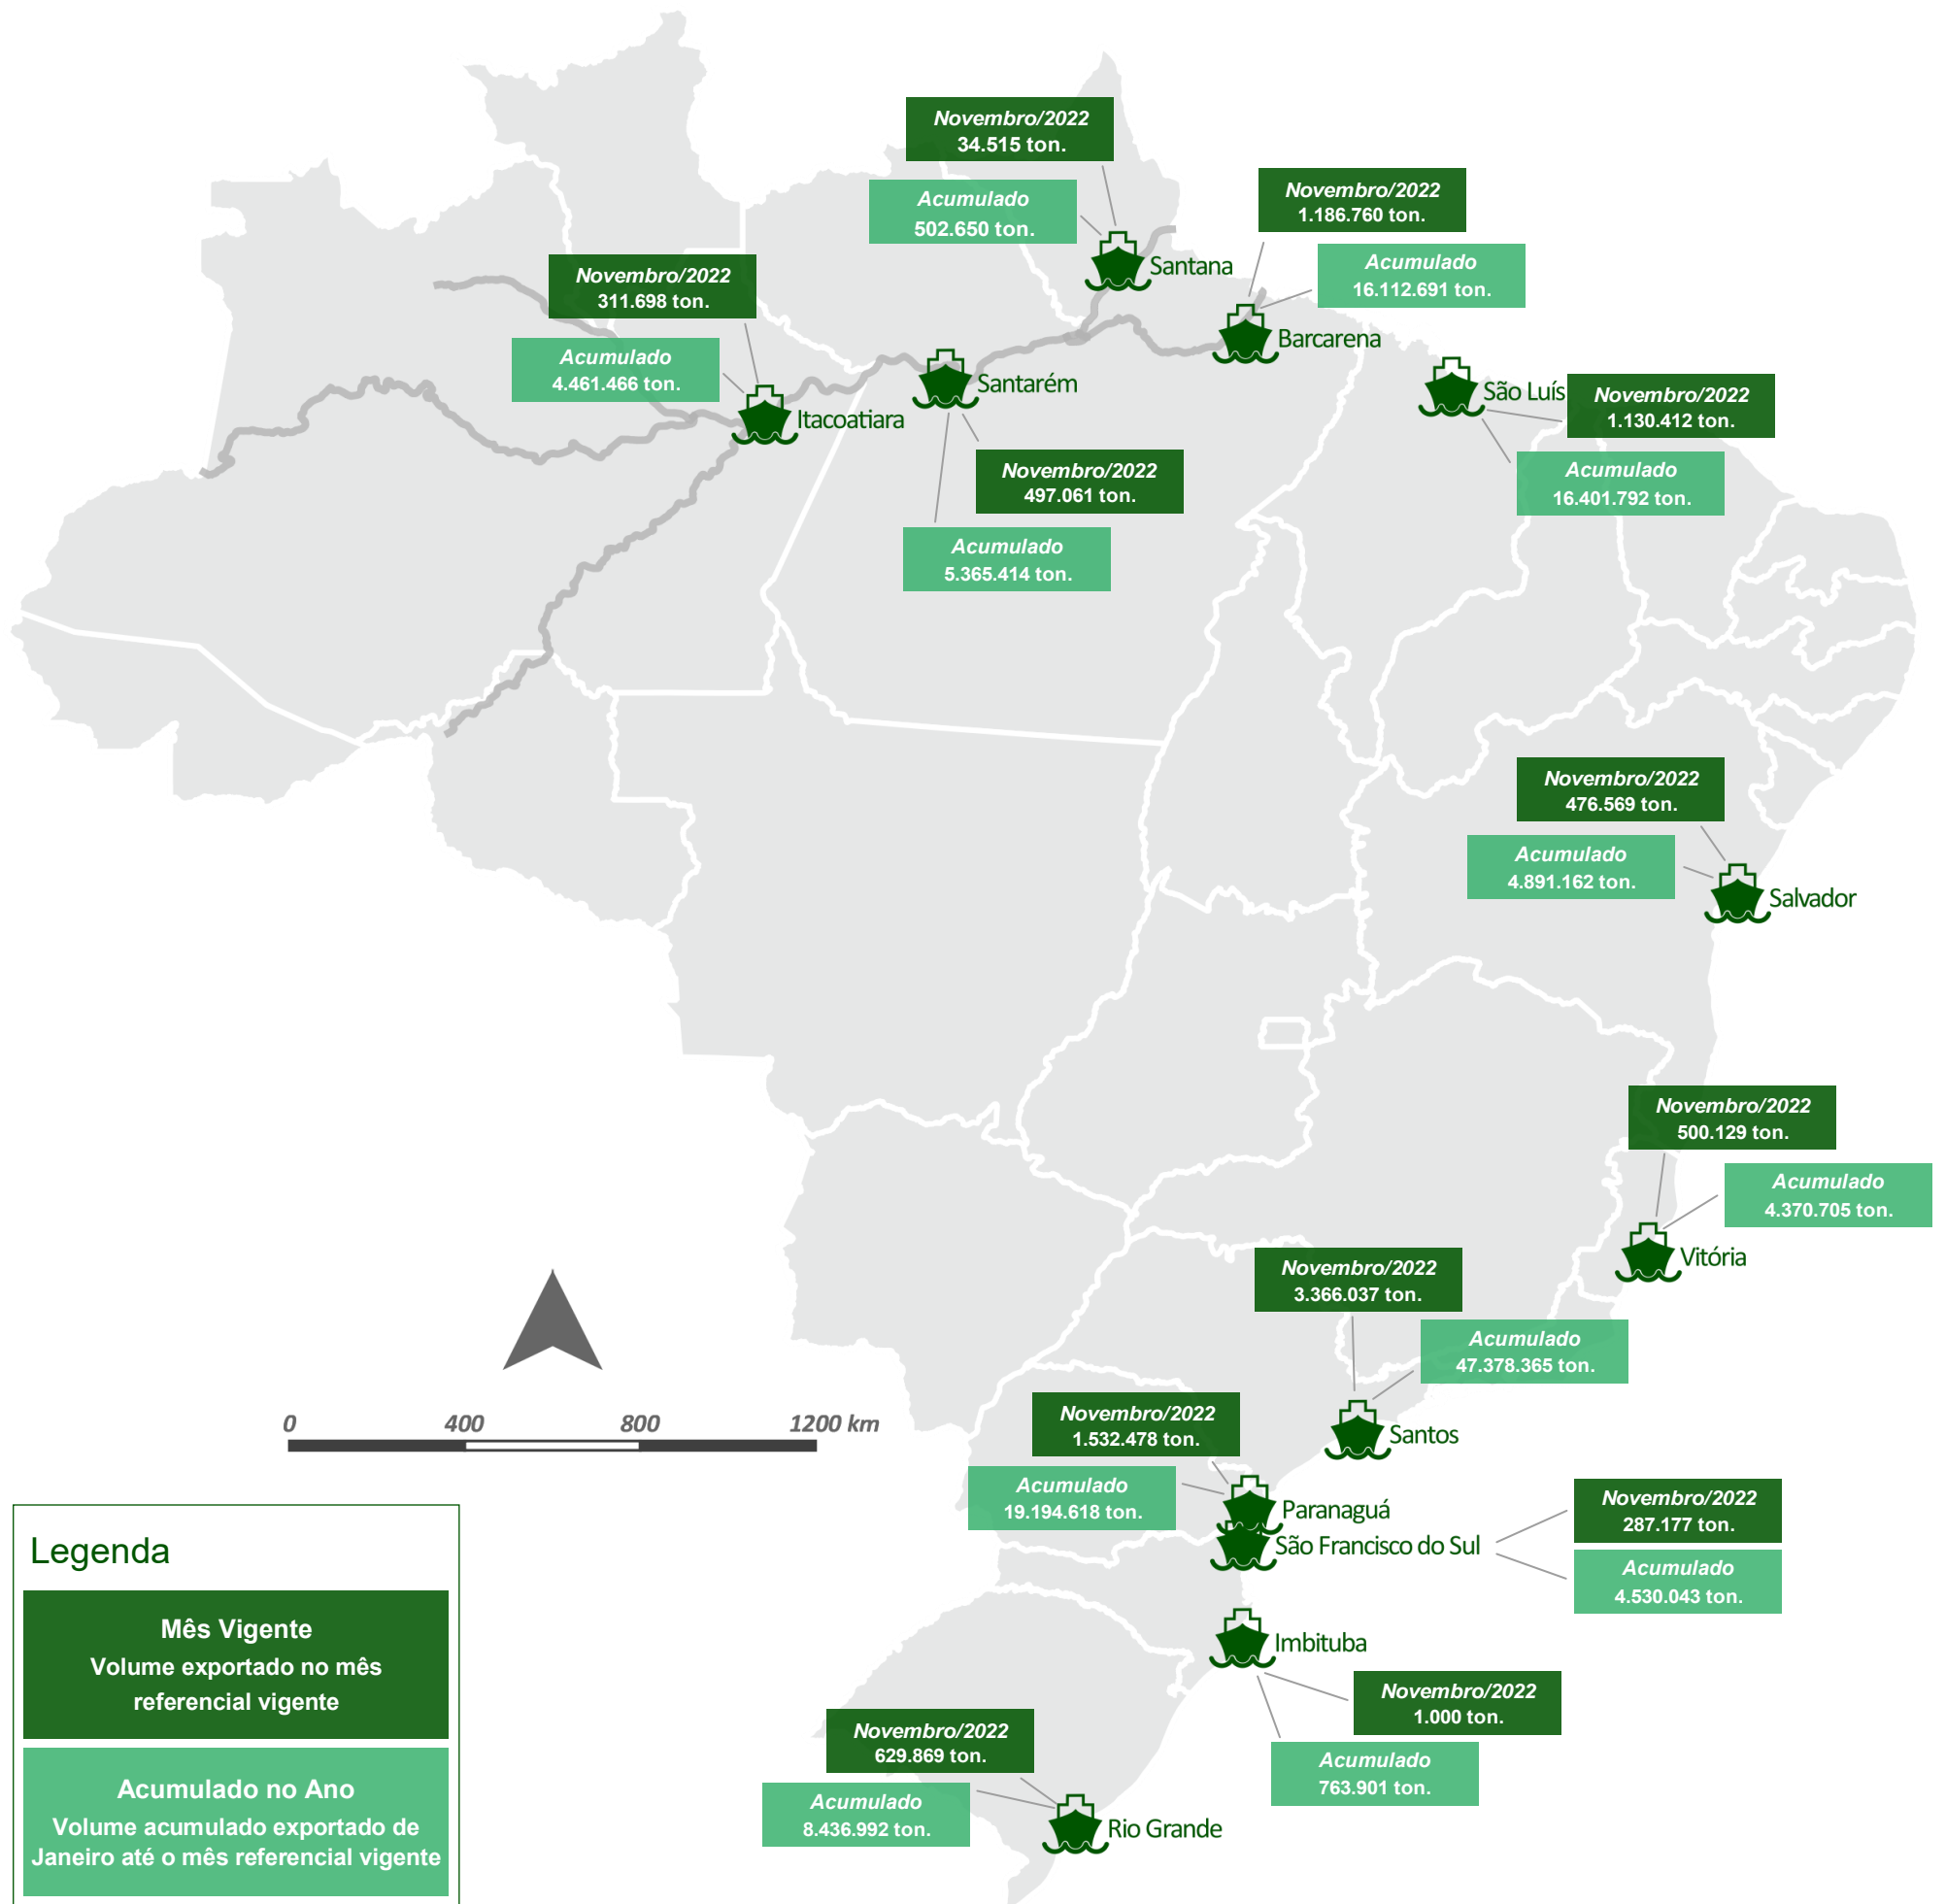 Novembro/2022
34.515 ton.
Acumulado
502.650 ton.
Santana
Novembro/2022
1.186.760 ton.
Acumulado
16.112.691 ton.
Barcarena
Novembro/2022
311.698 ton.
Acumulado
4.461.466 ton.
Itacoatiara
Santarém
Novembro/2022
497.061 ton.
Acumulado
5.365.414 ton.
São Luís
Novembro/2022
1.130.412 ton.
Acumulado
16.401.792 ton.
Novembro/2022
476.569 ton.
Acumulado
4.891.162 ton.
Salvador
Novembro/2022
500.129 ton.
Acumulado
4.370.705 ton.
Vitória
Novembro/2022
3.366.037 ton.
Acumulado
47.378.365 ton.
Santos
Novembro/2022
1.532.478 ton.
Acumulado
19.194.618 ton.
Paranaguá
São Francisco do Sul
Novembro/2022
287.177 ton.
Acumulado
4.530.043 ton.
Imbituba
Novembro/2022
1.000 ton.
Acumulado
763.901 ton.
Novembro/2022
629.869 ton.
Acumulado
8.436.992 ton.
Rio Grande
0 400 800 1200 km
Legenda
Mês Vigente
Volume exportado no mês
referencial vigente
Acumulado no Ano
Volume acumulado exportado de
Janeiro até o mês referencial vigente